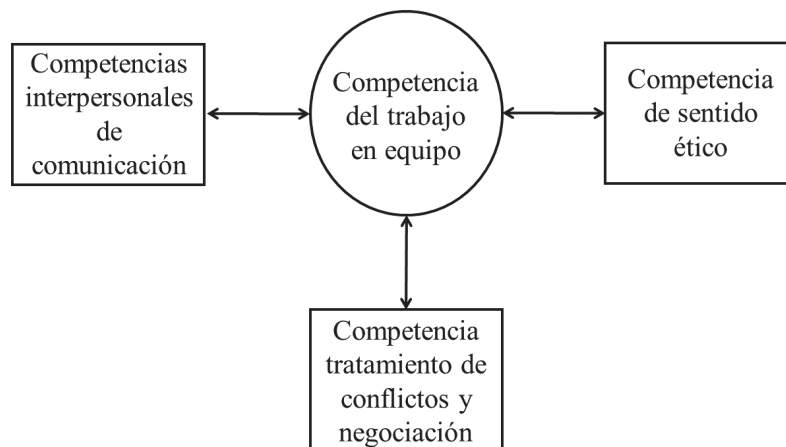 Competencias
interpersonales
de
comunicación
Competencia
del trabajo
en equipo
Competencia
de sentido
ético
Competencia
tratamiento de
conflictos y
negociación